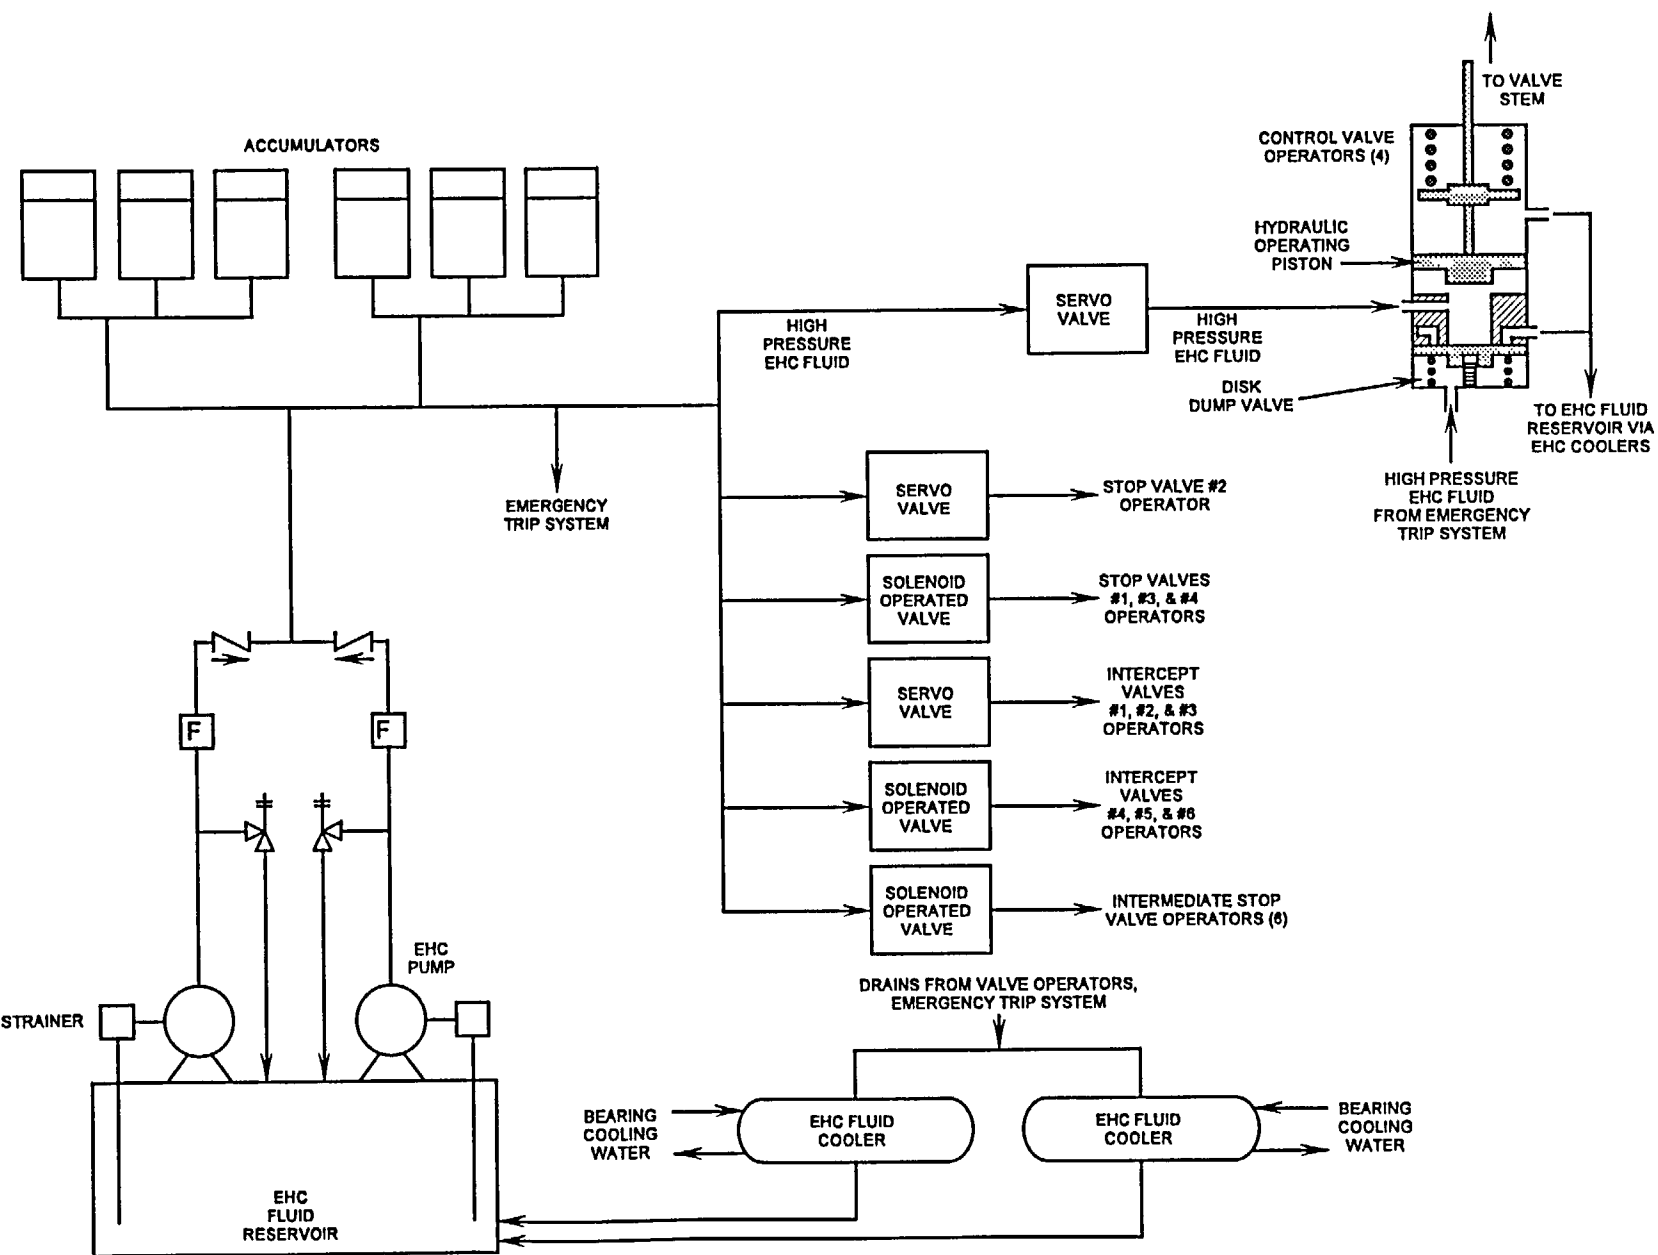 TO VALVE
STEM
ACCUMULATORS
CONTROL VALVE
OPERATORS (4)
HYDRAULIC
OPERATING
PISTON
SERVO
VALVE
HIGH
PRESSURE
EHC FLUID
HIGH
PRESSURE
EHC FLUID
DISK
DUMP VALVE
TO EHC FLUID
RESERVOIR VIA
EHC COOLERS
HIGH PRESSURE
EHC FLUID
FROM EMERGENCY
TRIP SYSTEM
EMERGENCY
TRIP SYSTEM
SERVO
VALVE
STOP VALVE #2
OPERATOR
SOLENOID
OPERATED
VALVE
STOP VALVES
#1, #3, & #4
OPERATORS
SERVO
VALVE
INTERCEPT
VALVES
#1, #2, & #3
OPERATORS
F
F
SOLENOID
OPERATED
VALVE
INTERCEPT
VALVES
#4, #5, & #6
OPERATORS
SOLENOID
OPERATED
VALVE
INTERMEDIATE STOP
VALVE OPERATORS (6)
EHC
PUMP
STRAINER
DRAINS FROM VALVE OPERATORS,
EMERGENCY TRIP SYSTEM
BEARING
COOLING
WATER
EHC FLUID
COOLER
EHC FLUID
COOLER
BEARING
COOLING
WATER
EHC
FLUID
RESERVOIR